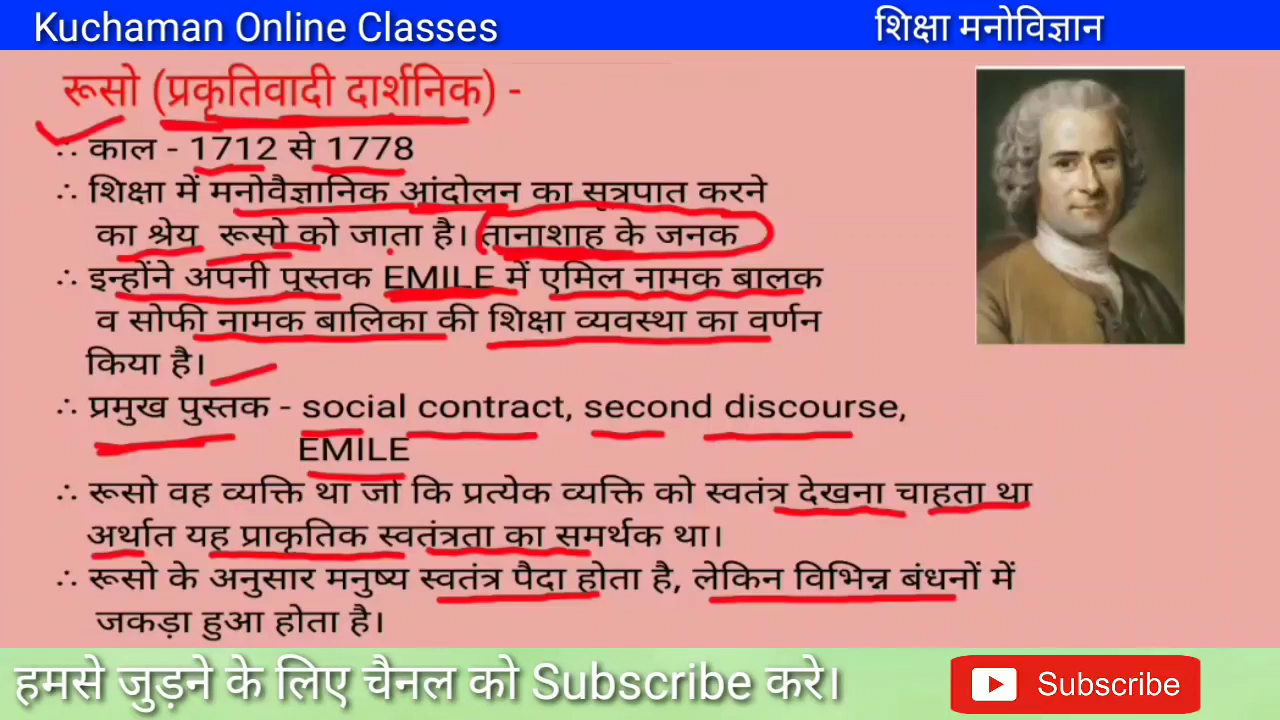 Kuchaman Online Classes
शिक्षा मनोविज्ञान
रूसो (प्रकृतिवादी दार्शनिक) -
∴ काल - 1712 से 1778
∴ शिक्षा में मनोवैज्ञानिक आंदोलन का सूत्रपात करने
का श्रेय रूसो को जाता है। तानाशाह के जनक
∴ इन्होंने अपनी पुस्तक EMILE में एमिल नामक बालक
व सोफी नामक बालिका की शिक्षा व्यवस्था का वर्णन
किया है।
∴ प्रमुख पुस्तक - social contract, second discourse,
EMILE
∴ रूसो वह व्यक्ति था जो कि प्रत्येक व्यक्ति को स्वतंत्र देखना चाहता था
अर्थात यह प्राकृतिक स्वतंत्रता का समर्थक था।
∴ रूसो के अनुसार मनुष्य स्वतंत्र पैदा होता है, लेकिन विभिन्न बंधनों में
जकड़ा हुआ होता है।
हमसे जुड़ने के लिए चैनल को Subscribe करे।
Subscribe